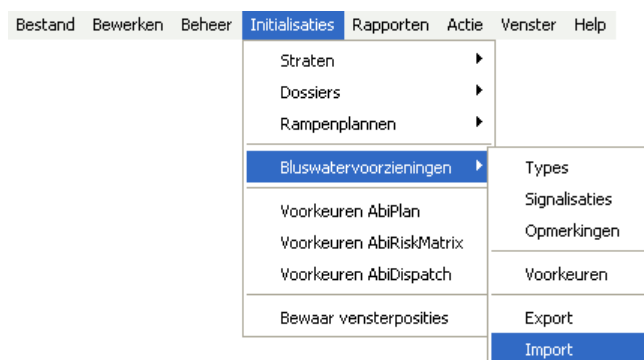 Bestand Bewerken Beheer Initialisaties Rapporten Actie Venster Help
Straten
Dossiers
Rampenplannen
Bluswatervoorzieningen
Voorkeuren AbiPlan
Voorkeuren AbiRiskMatrix
Voorkeuren AbiDispatch
Bewaar vensterposities
Types
Signalisaties
Opmerkingen
Voorkeuren
Export
Import